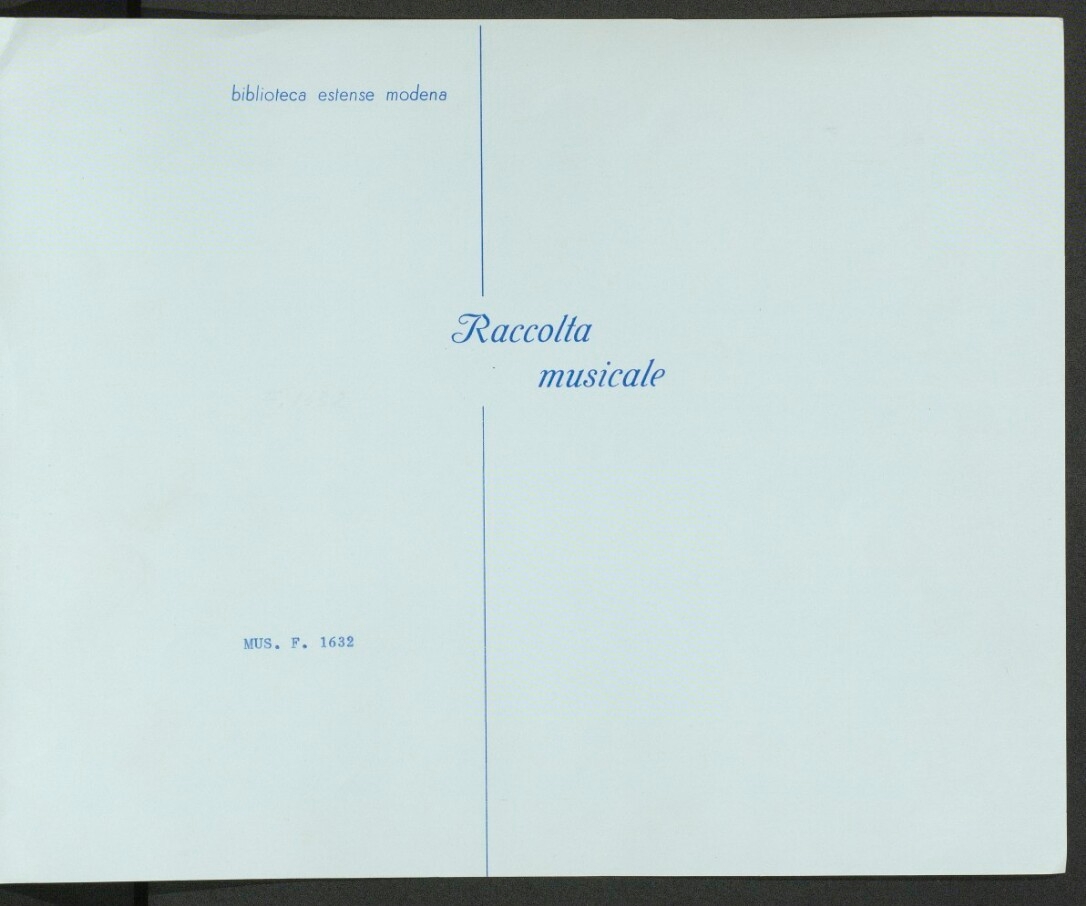 biblioteca estense modena
Raccolta
musicale
MUS. F. 1632